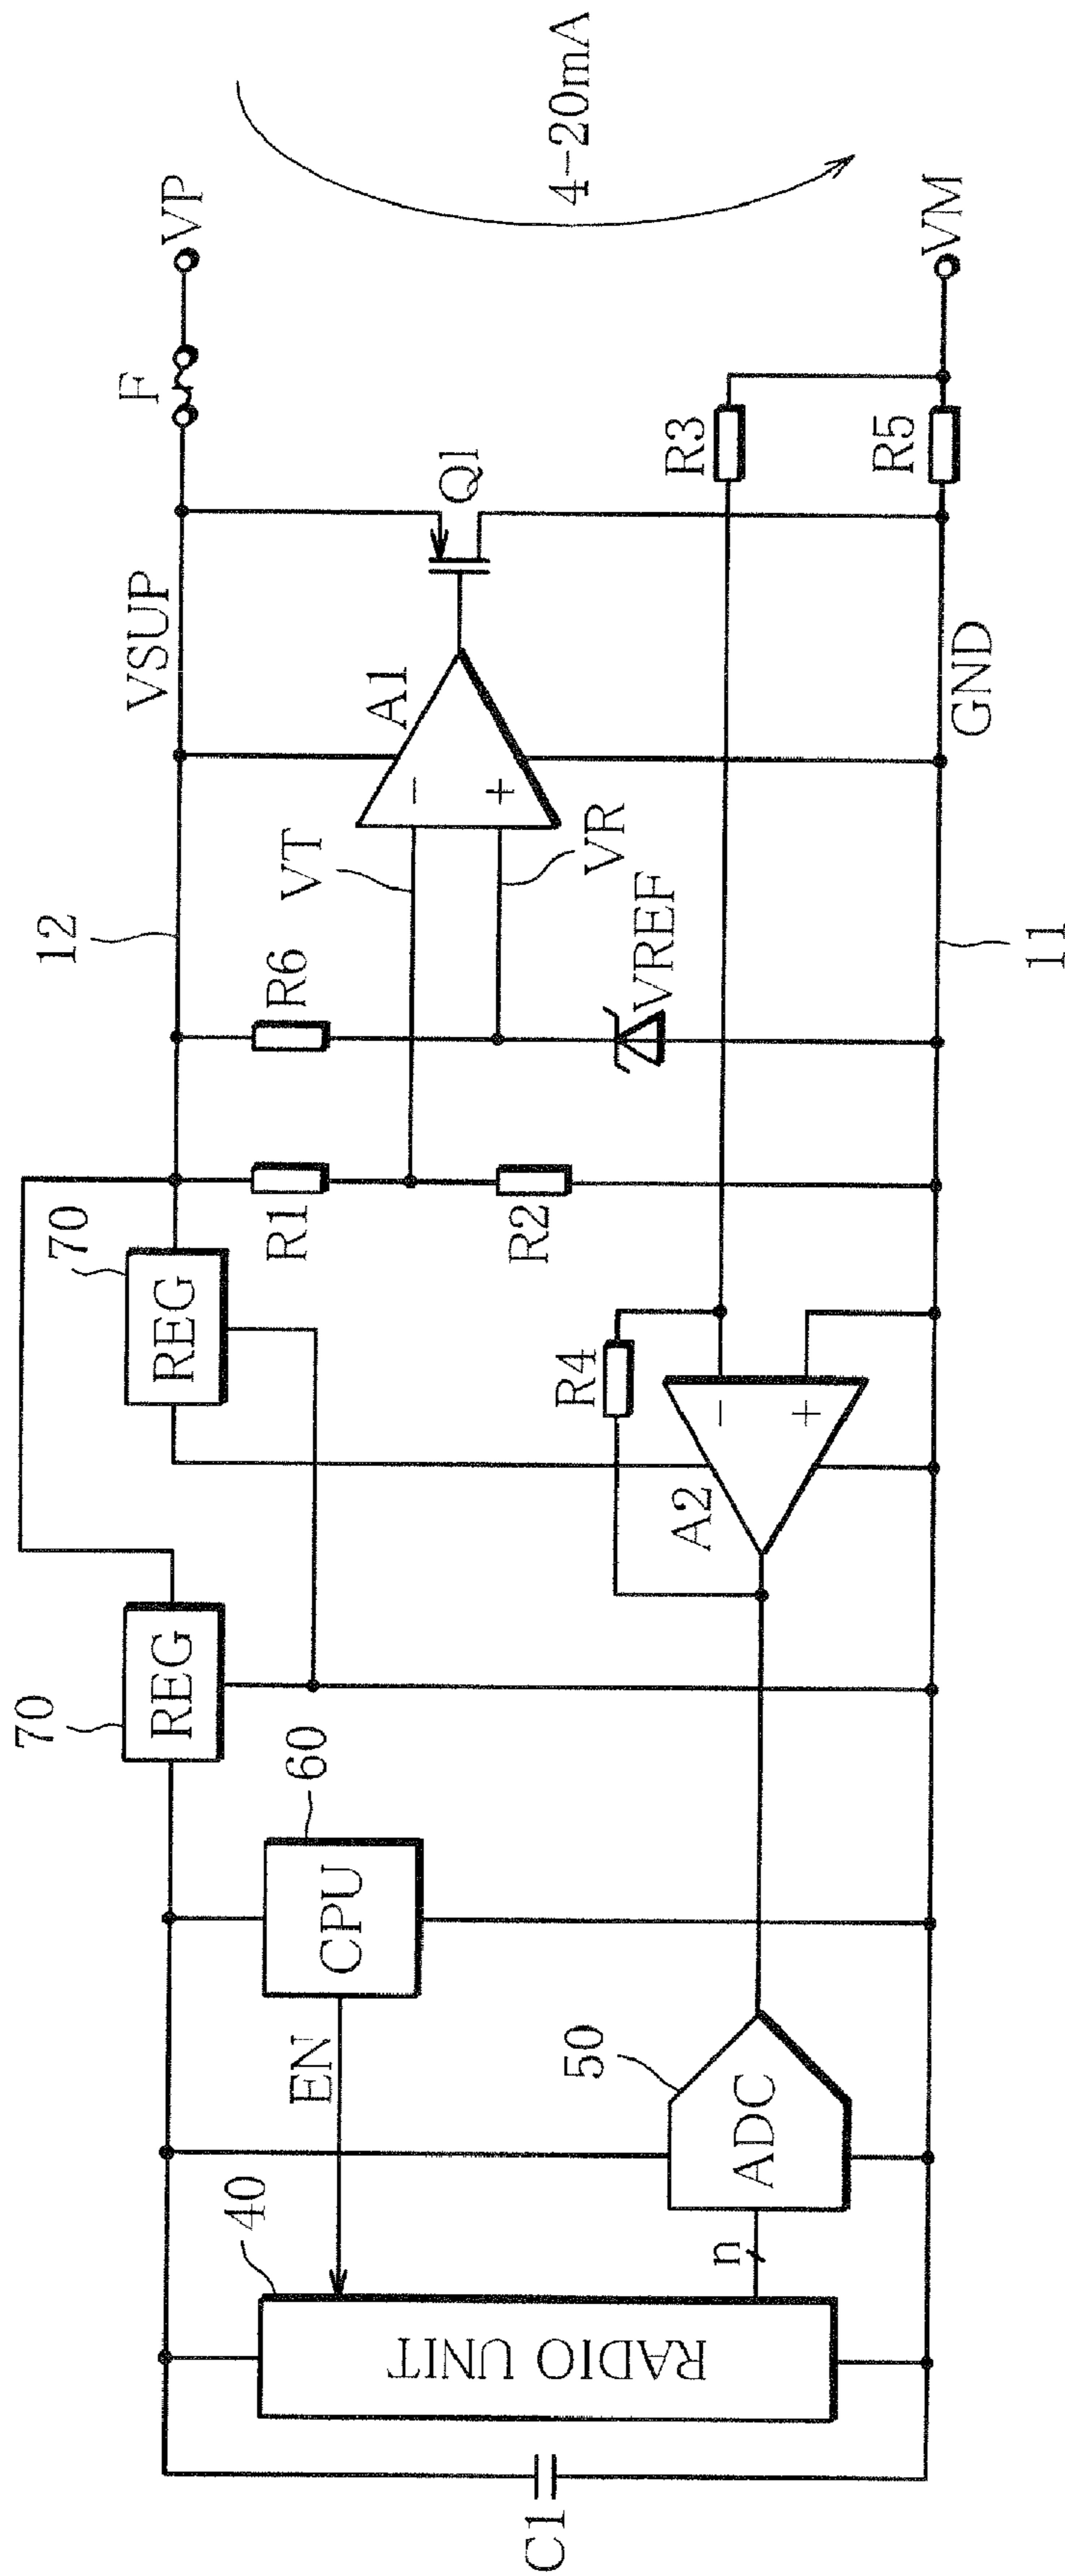 12
VSUP
F
VP
70
REG
70
REG
R1
R6
VT
A1
Q1
−
+
VR
R2
VREF
4-20mA
60
CPU
EN
40
RADIO UNIT
n
50
ADC
R4
A2
−
+
R3
R5
C1
11
GND
VM